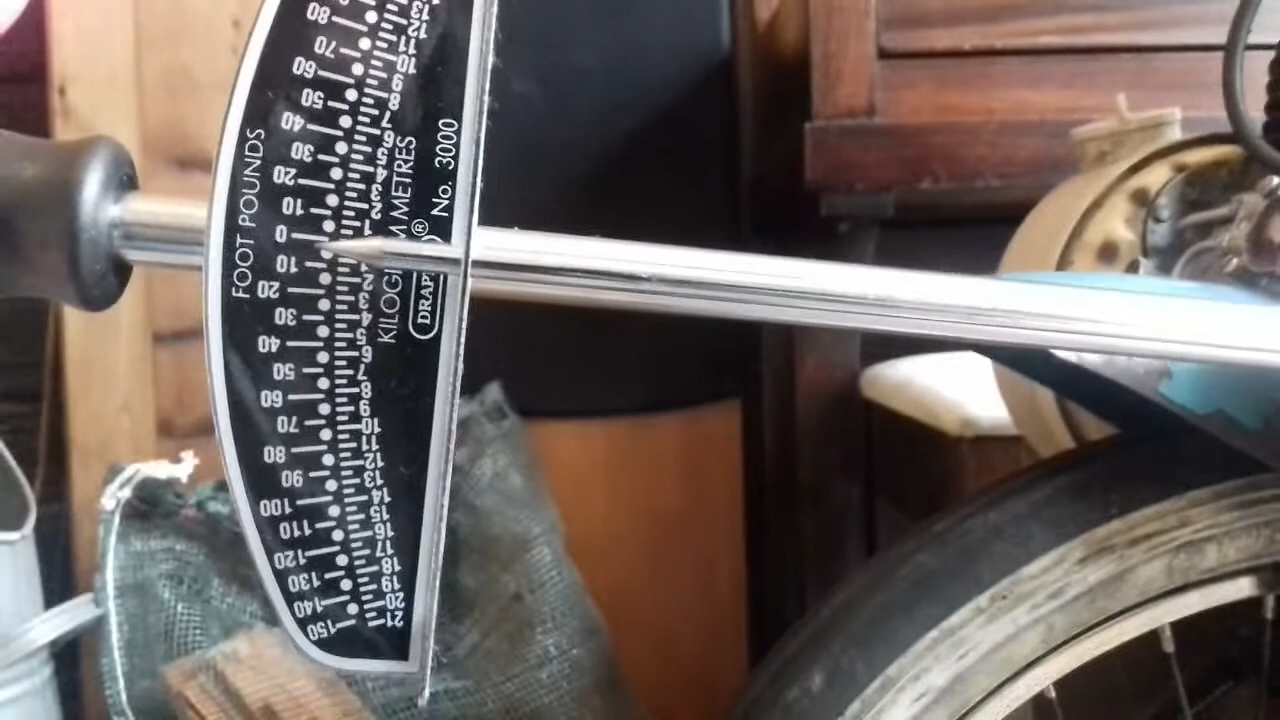 FOOT POUNDS
80 70 60 50 40 30 20 10 0 10 20 30 40 50 60 70 80 90 100 110 120 130 140 150
13 12 11 10 9 8 7 6 5 4 3 2 1 2 3 4 5 6 7 8 9 10 11 12 13 14 15 16 17 18 19 20 21
METRES
® No. 3000